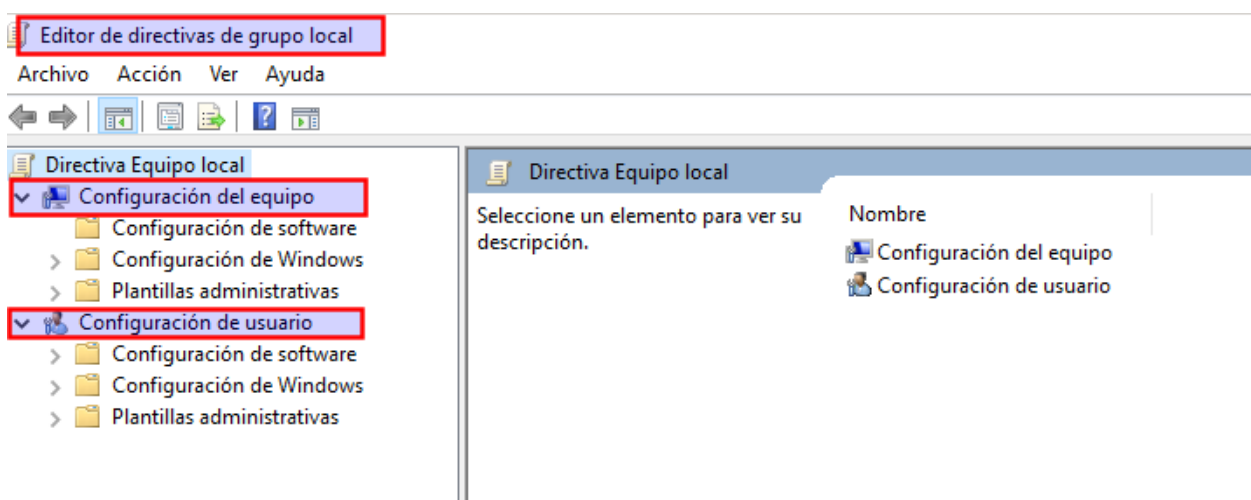 Editor de directivas de grupo local
Archivo Acción Ver Ayuda
Directiva Equipo local
Configuración del equipo
Configuración de software
Configuración de Windows
Plantillas administrativas
Configuración de usuario
Configuración de software
Configuración de Windows
Plantillas administrativas
Directiva Equipo local
Seleccione un elemento para ver su
descripción.
Nombre
Configuración del equipo
Configuración de usuario